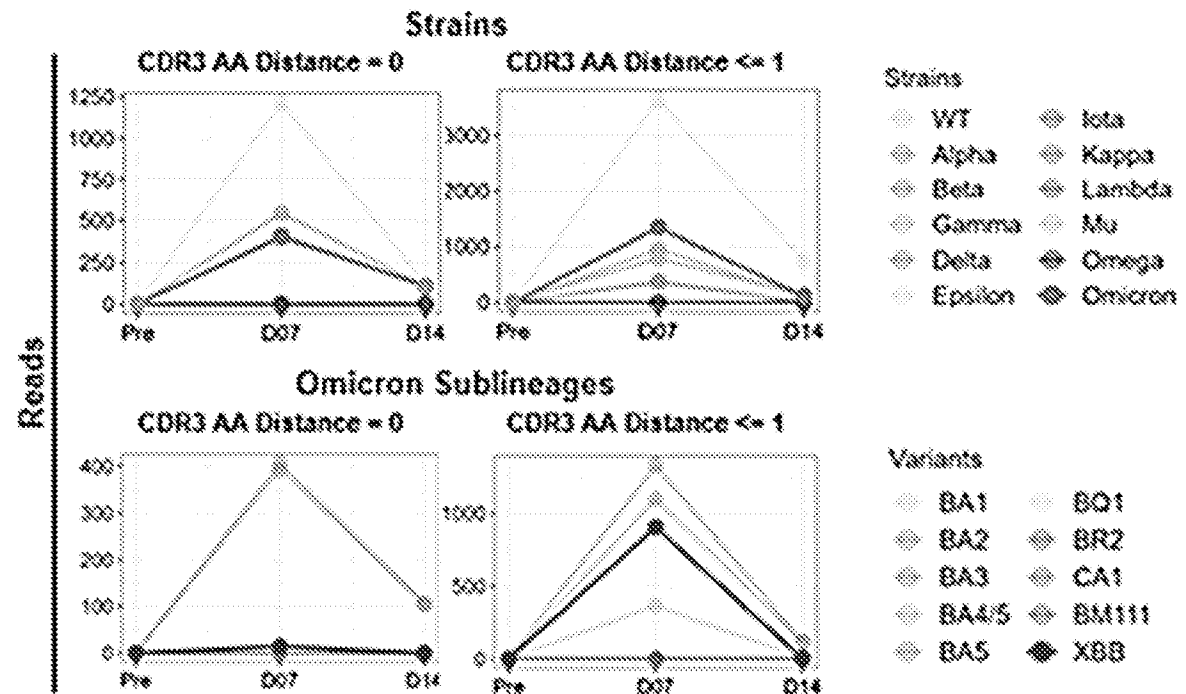 Strains
CDR3 AA Distance = 0
CDR3 AA Distance <= 1
1250
1000
750
500
250
0
Pre
D07
D14
3000
2000
1000
0
Pre
D07
D14
Strains
WT
Iota
Alpha
Kappa
Beta
Lambda
Gamma
Mu
Delta
Omega
Epsilon
Omicron
Reads
Omicron Sublineages
CDR3 AA Distance = 0
CDR3 AA Distance <= 1
400
300
200
100
0
Pre
D07
D14
1000
500
0
Pre
D07
D14
Variants
BA1
BQ1
BA2
BR2
BA3
CA1
BA4/5
BM111
BA5
XBB